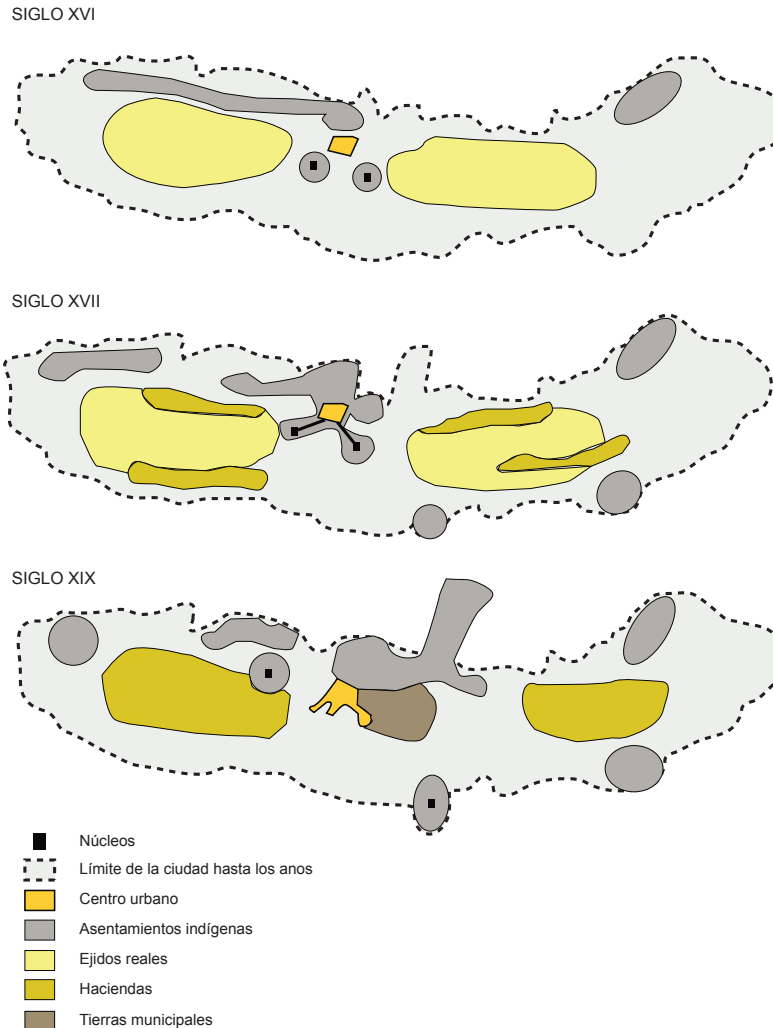 SIGLO XVI
SIGLO XVII
SIGLO XIX
Núcleos
Límite de la ciudad hasta los anos
Centro urbano
Asentamientos indígenas
Ejidos reales
Haciendas
Tierras municipales